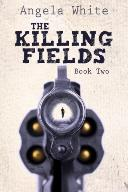 Angela White
THE
KILLING
FIELDS
Book Two